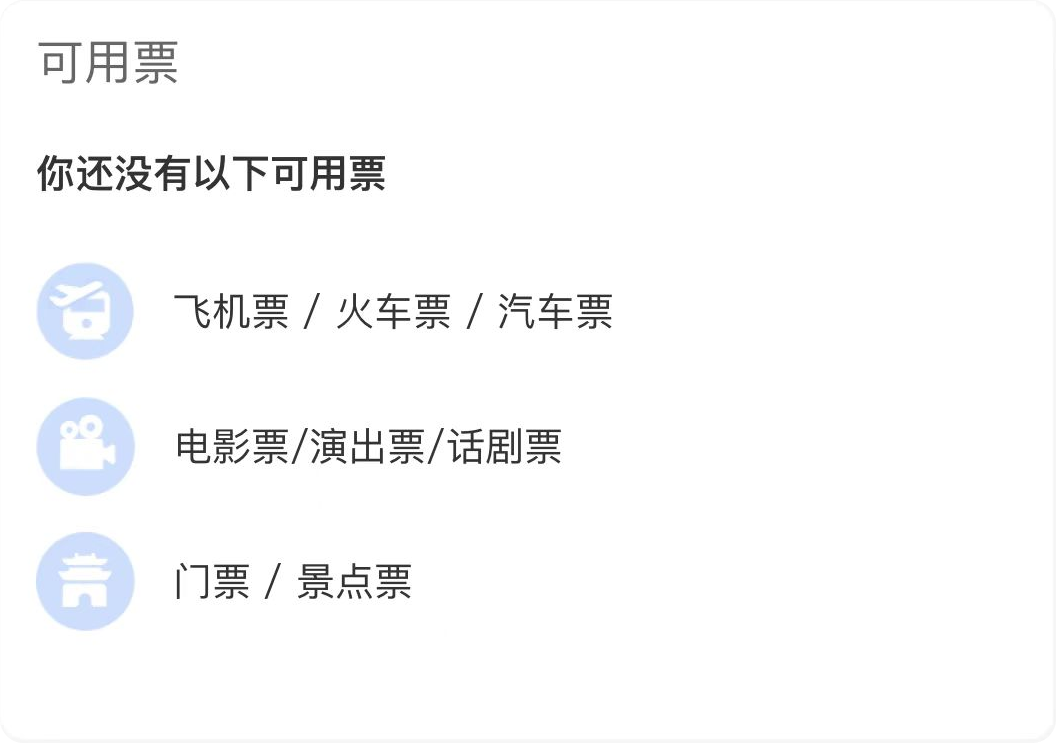 可用票
你还没有以下可用票
飞机票 / 火车票 / 汽车票
电影票/演出票/话剧票
门票 / 景点票